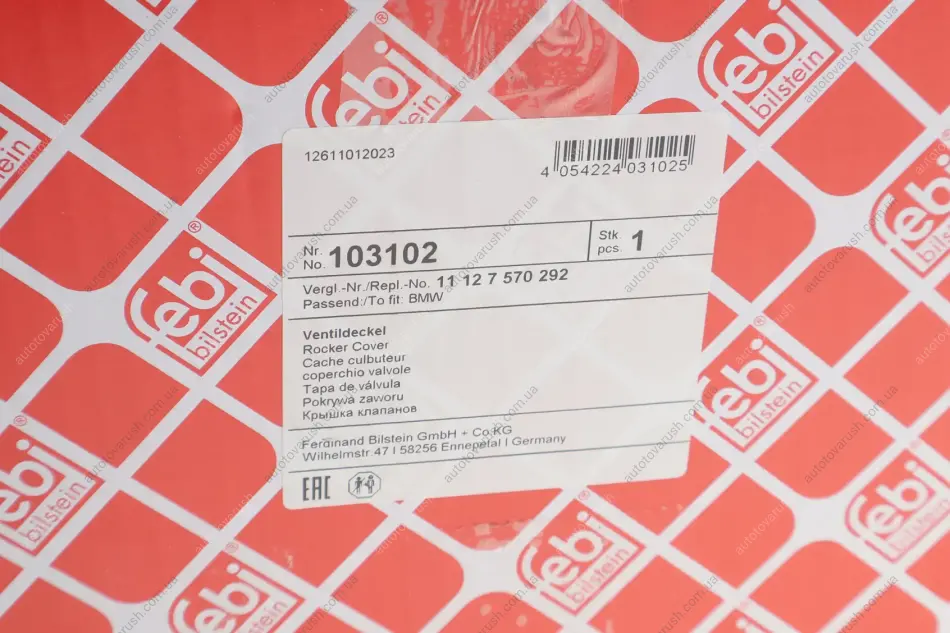 febi
bilstein
12611012023
4 054224 031025
Nr.
No. 103102
Stk.
pcs. 1
Vergl.-Nr./Repl.-No. 11 12 7 570 292
Passend:/To fit: BMW
Ventildeckel
Rocker Cover
Cache culbuteur
coperchio valvole
Tapa de válvula
Pokrywa zaworu
Крышка клапанов
Ferdinand Bilstein GmbH + Co.KG
Wilhelmstr.47 I 58256 Ennepetal I Germany
EAC
autotovarush.com.ua